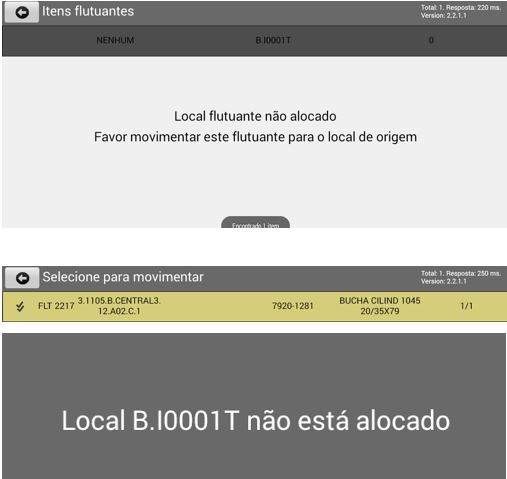 Itens flutuantes
Total: 1. Resposta: 220 ms.
Version: 2.2.1.1
NENHUM B.I0001T 0
Local flutuante não alocado
Favor movimentar este flutuante para o local de origem
Encontrado 1 item
Selecione para movimentar
Total: 1. Resposta: 250 ms.
Version: 2.2.1.1
FLT 2217 3.1105.B.CENTRAL3. 7920-1281 BUCHA CILIND 1045 1/1
12.A02.C.1 20/35X79
Local B.I0001T não está alocado